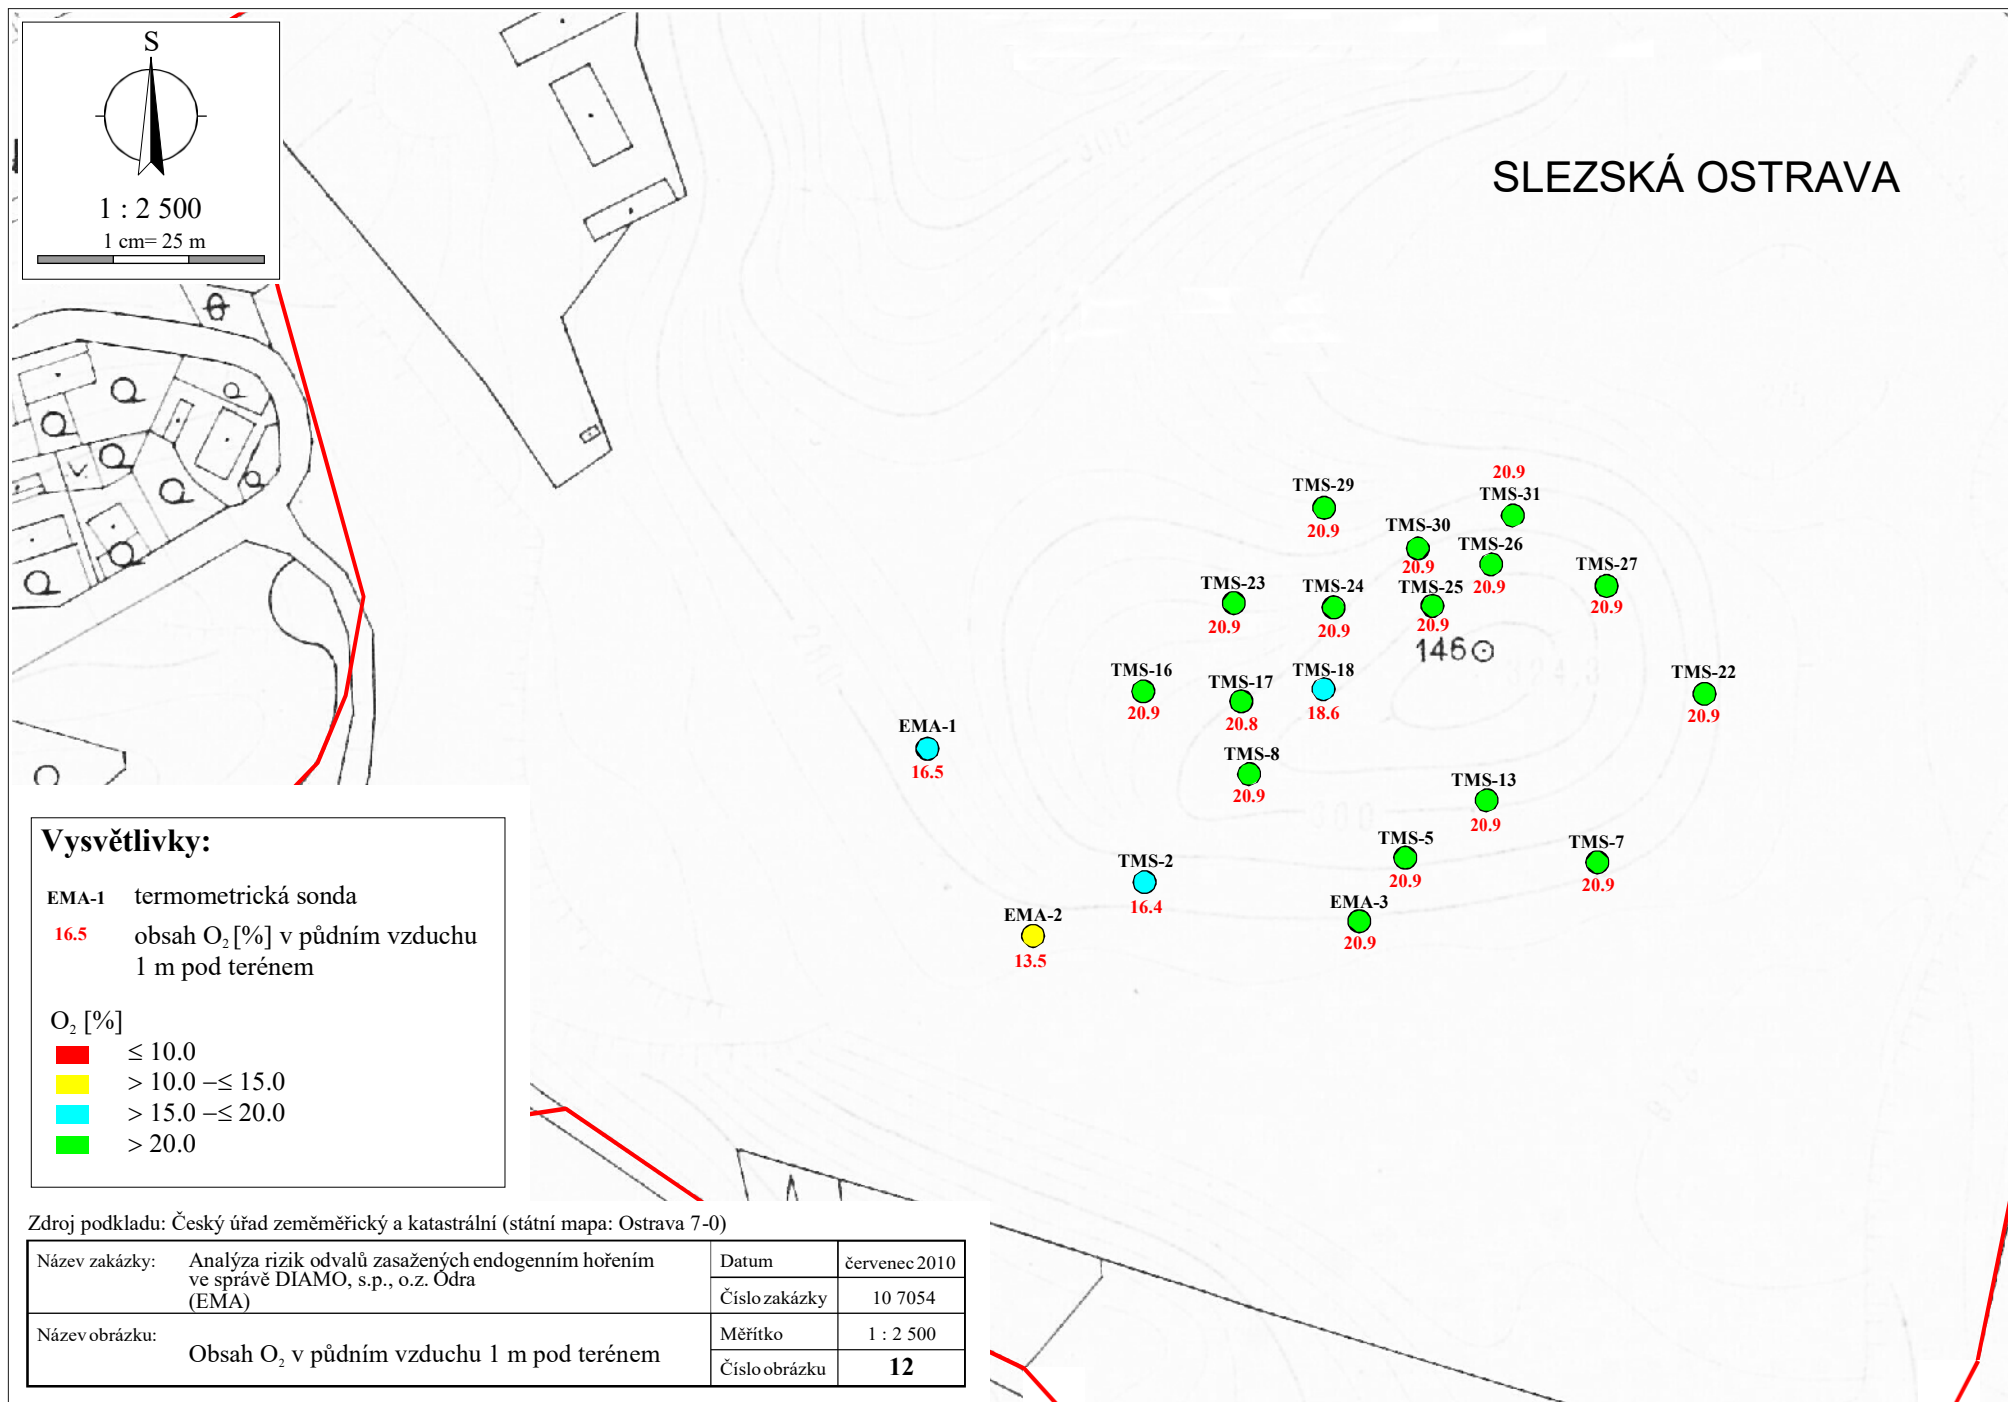 S
1 : 2 500
1 cm= 25 m
SLEZSKÁ OSTRAVA
300
20.9
TMS-29
TMS-31
20.9
TMS-30
TMS-26
20.9
20.9
TMS-27
20.9
TMS-23
TMS-24
TMS-25
20.9
20.9
20.9
146
TMS-16
TMS-17
TMS-18
TMS-22
20.9
20.8
18.6
20.9
EMA-1
16.5
TMS-8
20.9
TMS-13
20.9
300
TMS-5
20.9
TMS-7
20.9
TMS-2
16.4
EMA-3
20.9
EMA-2
13.5
Vysvětlivky:
EMA-1 termometrická sonda
16.5 obsah O₂ [%] v půdním vzduchu
1 m pod terénem
O₂ [%]
≤ 10.0
> 10.0 –≤ 15.0
> 15.0 –≤ 20.0
> 20.0
Zdroj podkladu: Český úřad zeměměřický a katastrální (státní mapa: Ostrava 7-0)
Název zakázky: Analýza rizik odvalů zasažených endogenním hořením
ve správě DIAMO, s.p., o.z. Odra
(EMA)
Datum červenec 2010
Číslo zakázky 10 7054
Název obrázku: Obsah O₂ v půdním vzduchu 1 m pod terénem
Měřítko 1 : 2 500
Číslo obrázku 12